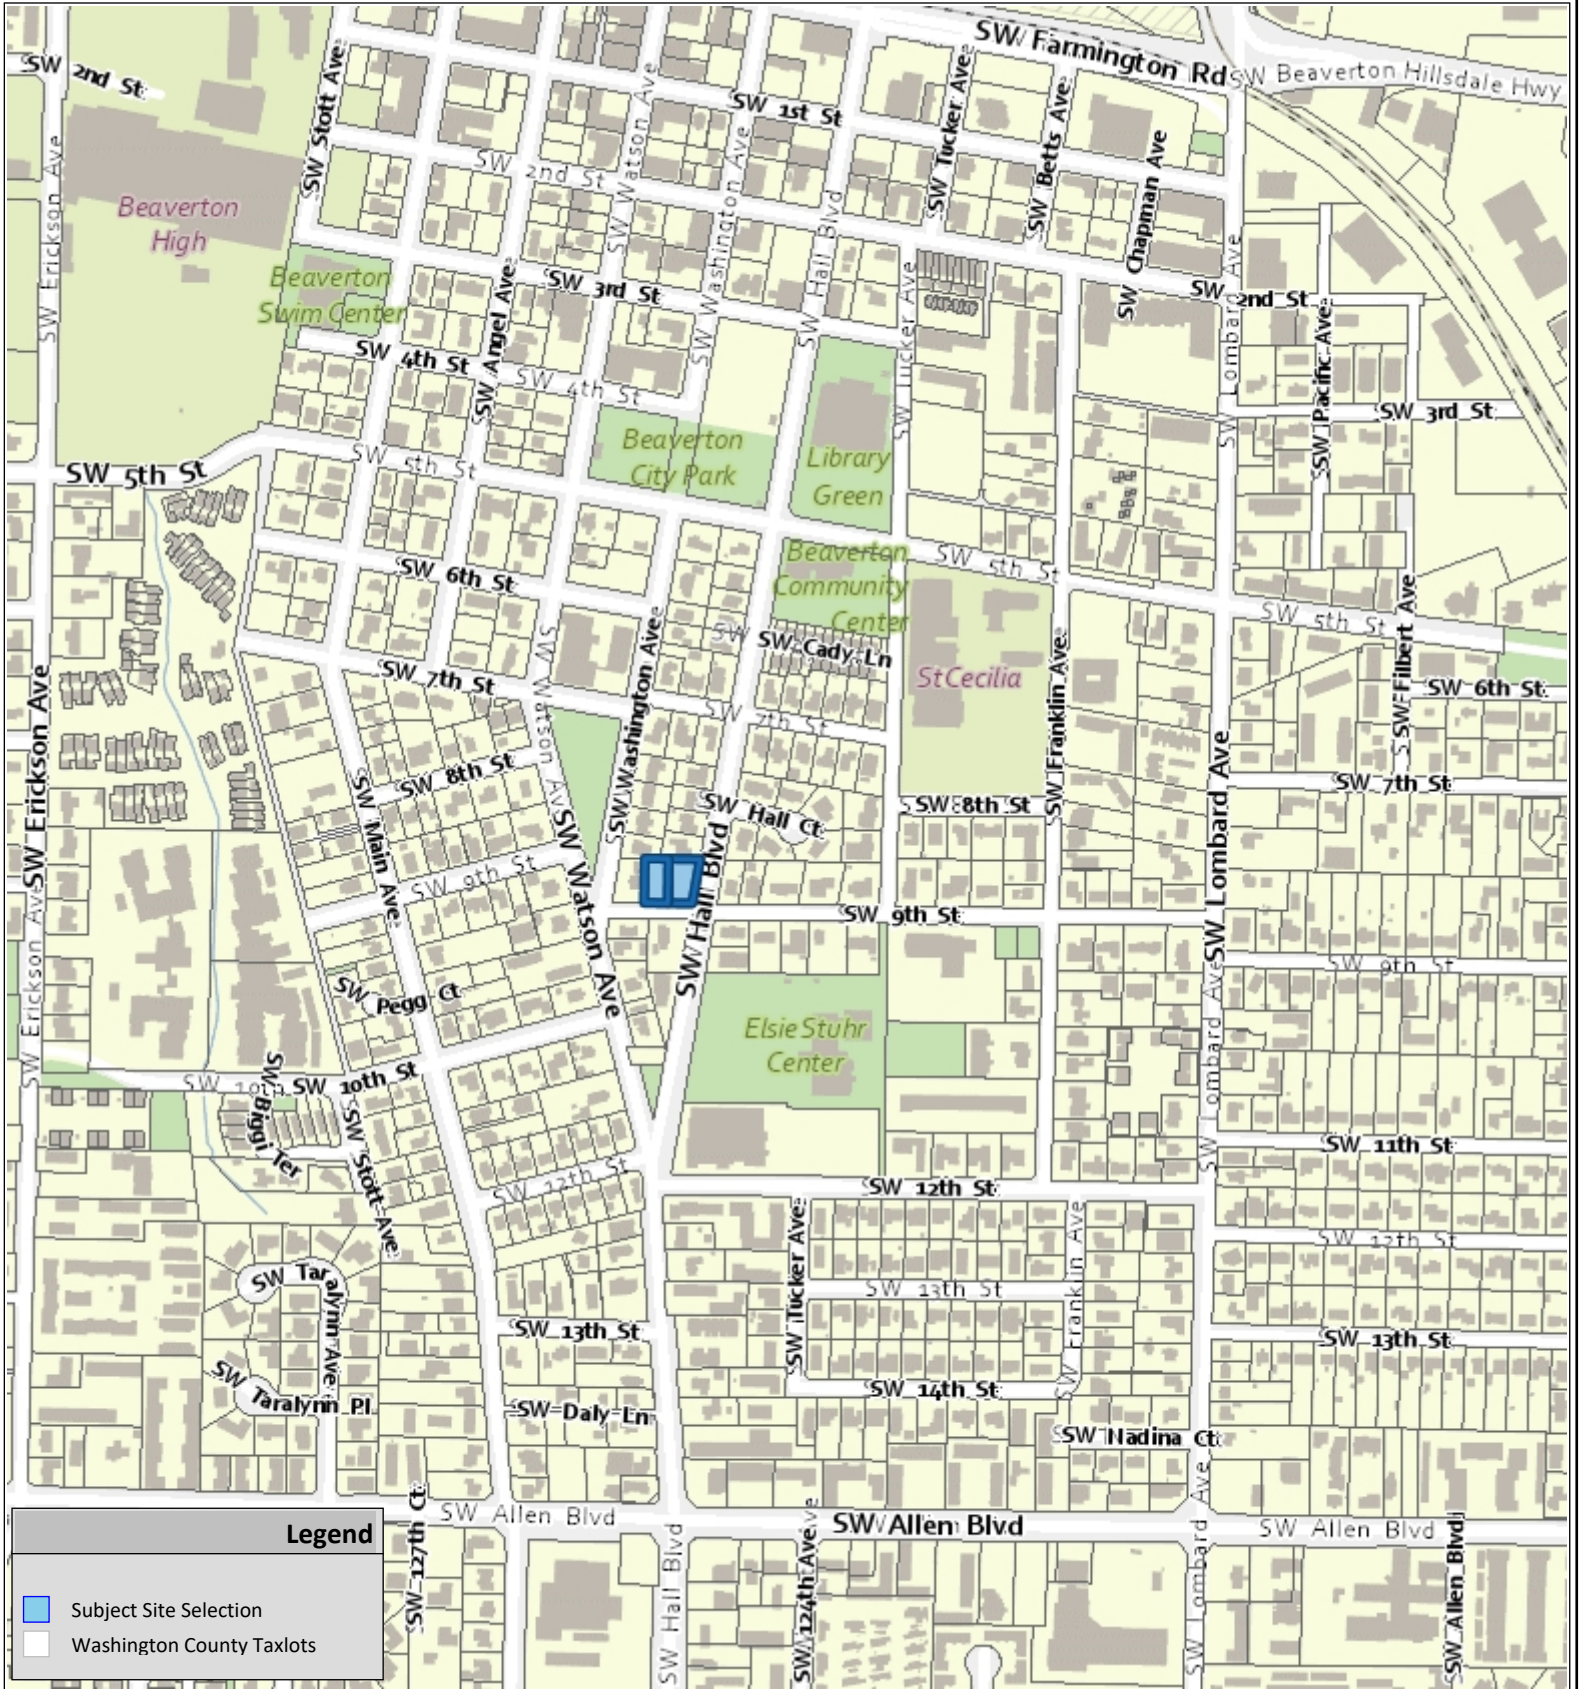 SW Farmington Rd
SW Beaverton Hillsdale Hwy
SW 2nd St
SW Stott Ave
SW 1st St
SW Watson Ave
SW Tucker Ave
SW Betts Ave
SW Chapman Ave
SW Erickson Ave
SW 2nd St
SW Washington Ave
SW Hall Blvd
Beaverton
High
Beaverton
Swim Center
SW Angel Ave
SW 3rd St
SW Tucker Ave
SW 2nd St
SW Lombard Ave
SW Pacific Ave
SW 4th St
SW 4th St
SW 3rd St
Beaverton
City Park
Library
Green
SW 5th St
SW 5th St
Beaverton
Community
Center
SW 5th St
SW 5th St
SW 6th St
SW Filbert Ave
SW
SW Cady Ln
St Cecilia
SW Franklin Ave
SW 6th St
SW Erickson Ave
SW 7th St
SW Watson Ave
SW Washington Ave
SW 7th St
SW Lombard Ave
SW 7th St
SW 8th St
SW Hall Ct
SW 8th St
SW Main Ave
SW 9th St
SW Watson Ave
SW Hall Blvd
SW 9th St
SW 9th St
SW Erickson Ave
SW Pegg Ct
Elsie Stuhr
Center
SW Lombard Ave
SW 10th St
SW 10th St
SW Biggi Ter
SW Stott Ave
SW 11th St
SW 12th St
SW 12th St
SW 12th St
SW Taralynn Ave
SW Tucker Ave
SW Franklin Ave
SW 13th St
SW 13th St
SW 13th St
SW Taralynn Pl
SW 14th St
SW Daly Ln
SW Nadina Ct
SW 127th Ct
SW Allen Blvd
SW Allen Blvd
SW Allen Blvd
SW Hall Blvd
SW 124th Ave
SW Lombard Ave
SW Allen Blvd
Legend
Subject Site Selection
Washington County Taxlots